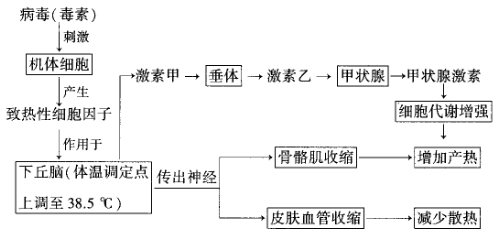 病毒(毒素)
刺激
机体细胞
激素甲
垂体
激素乙
甲状腺
甲状腺激素
产生
致热性细胞因子
细胞代谢增强
作用于
下丘脑(体温调定点
上调至38.5 ℃)
传出神经
骨骼肌收缩
增加产热
皮肤血管收缩
减少散热